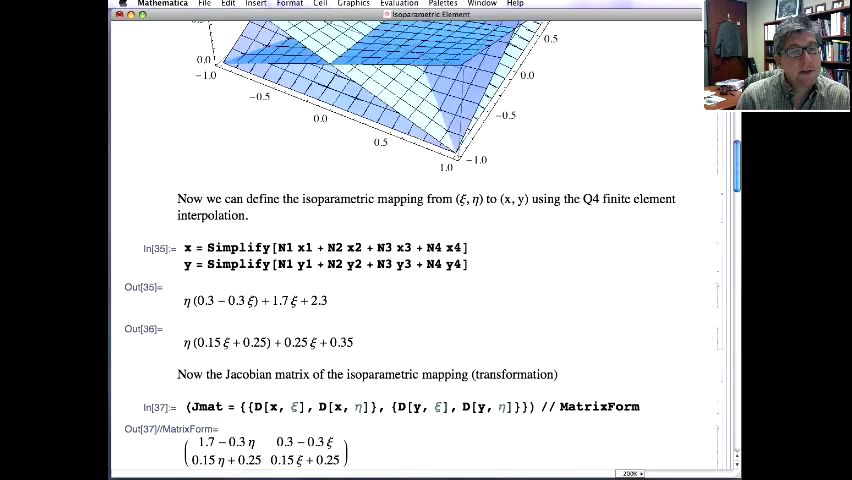 Mathematica File Edit Insert Format Cell Graphics Evaluation Palettes Window Help
Isoparametric Element
0.5
0.0
0.0
−1.0
−0.5
−0.5
0.0
0.5
−1.0
1.0
Now we can define the isoparametric mapping from (ξ, η) to (x, y) using the Q4 finite element
interpolation.
In[35]:= x = Simplify[N1 x1 + N2 x2 + N3 x3 + N4 x4]
y = Simplify[N1 y1 + N2 y2 + N3 y3 + N4 y4]
Out[35]=
η (0.3 − 0.3 ξ) + 1.7 ξ + 2.3
Out[36]=
η (0.15 ξ + 0.25) + 0.25 ξ + 0.35
Now the Jacobian matrix of the isoparametric mapping (transformation)
In[37]:= (Jmat = {{D[x, ξ], D[x, η]}, {D[y, ξ], D[y, η]}}) // MatrixForm
Out[37]//MatrixForm=
1.7 − 0.3 η 0.3 − 0.3 ξ
0.15 η + 0.25 0.15 ξ + 0.25
200%